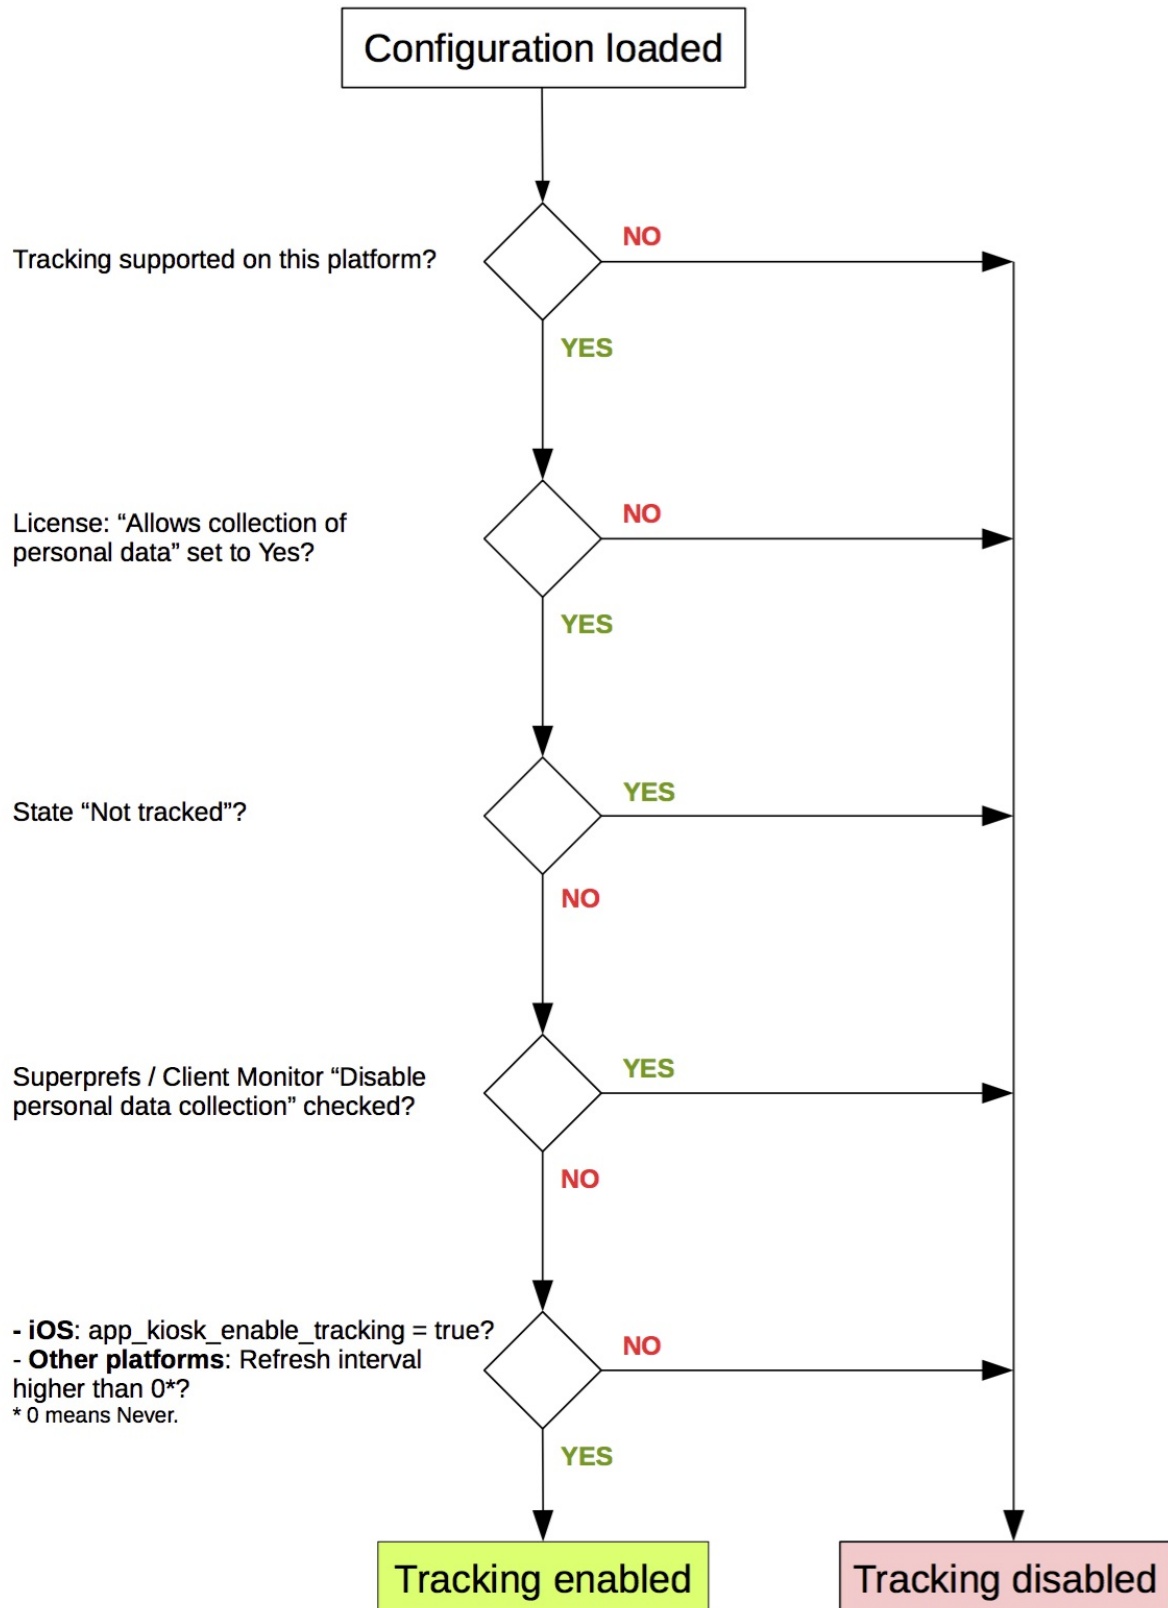 Configuration loaded
NO
Tracking supported on this platform?
YES
NO
License: “Allows collection of
personal data” set to Yes?
YES
YES
State “Not tracked”?
NO
YES
Superprefs / Client Monitor “Disable
personal data collection” checked?
NO
- iOS: app_kiosk_enable_tracking = true?
NO
- Other platforms: Refresh interval
higher than 0*?
* 0 means Never.
YES
Tracking enabled
Tracking disabled